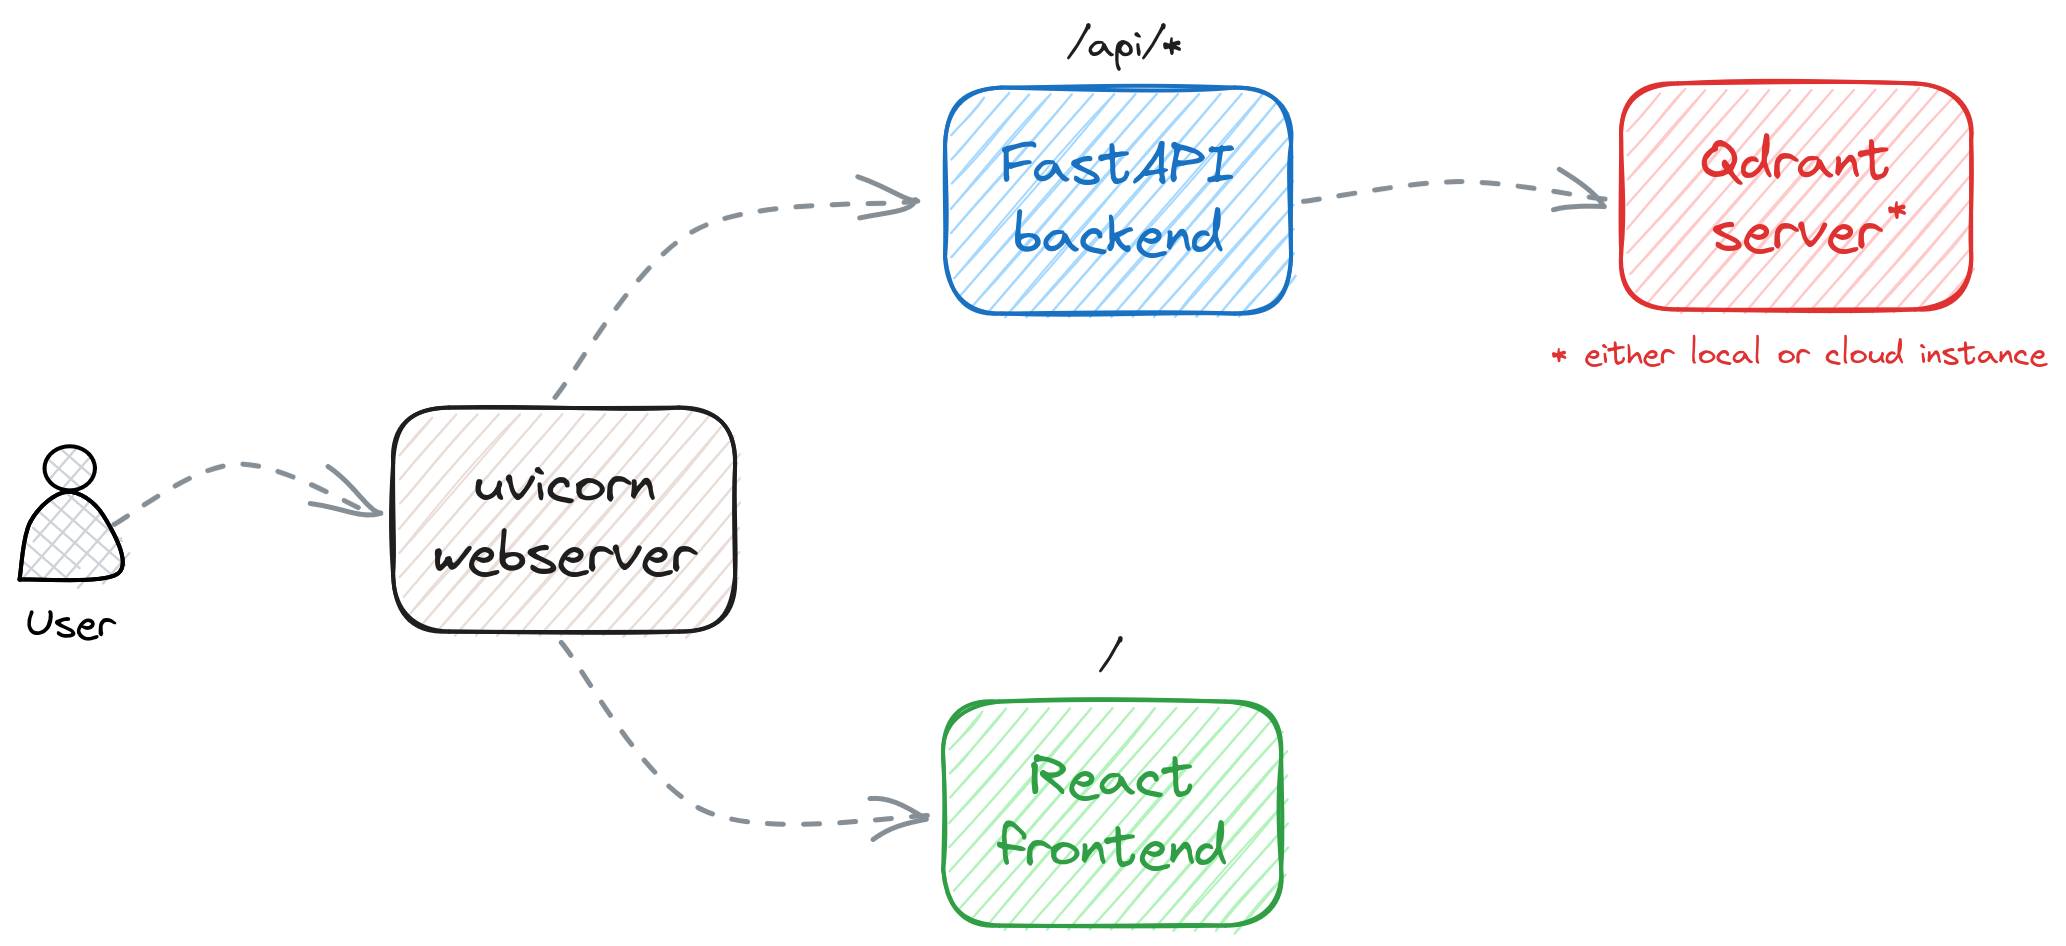 /api/*
FastAPI
backend
Qdrant
server*
* either local or cloud instance
User
uvicorn
webserver
/
React
frontend